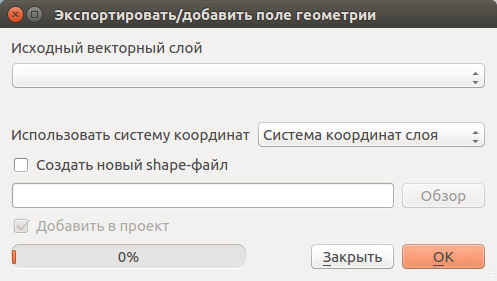 Экспортировать/добавить поле геометрии
Исходный векторный слой
Использовать систему координат Система координат слоя
Создать новый shape-файл
Обзор
Добавить в проект
0% Закрыть OK